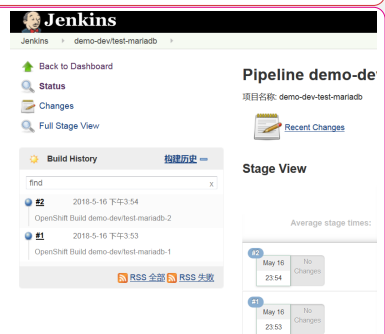 Jenkins
Jenkins demo-dev/test-mariadb
Back to Dashboard
Status
Changes
Full Stage View
Build History 构建历史
find x
#2 2018-5-16 下午3:54
OpenShift Build demo-dev/test-mariadb-2
#1 2018-5-16 下午3:53
OpenShift Build demo-dev/test-mariadb-1
RSS 全部 RSS 失败
Pipeline demo-de
项目名称: demo-dev-test-mariadb
Recent Changes
Stage View
Average stage times:
#2
May 16
23:54
No
Changes
#1
May 16
23:53
No
Changes